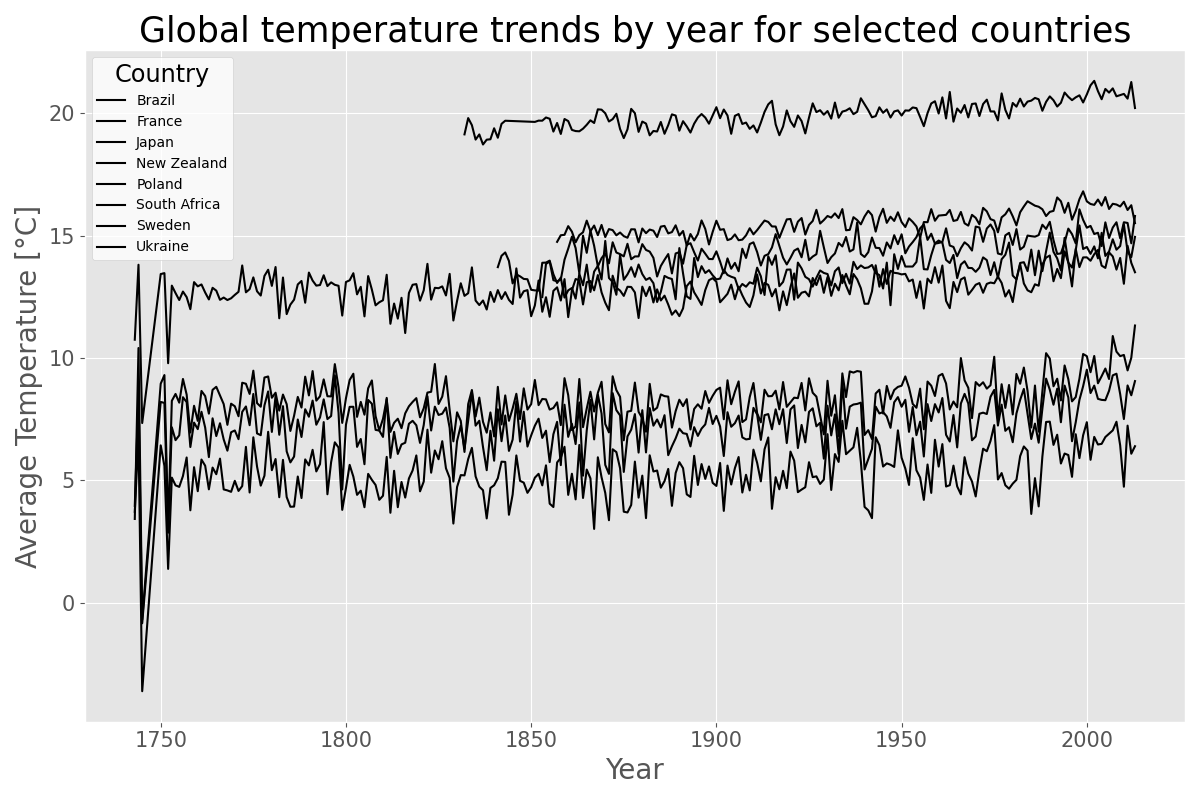 Global temperature trends by year for selected countries
Country
Brazil
France
Japan
New Zealand
Poland
South Africa
Sweden
Ukraine
Average Temperature [°C]
20
15
10
5
0
1750
1800
1850
1900
1950
2000
Year